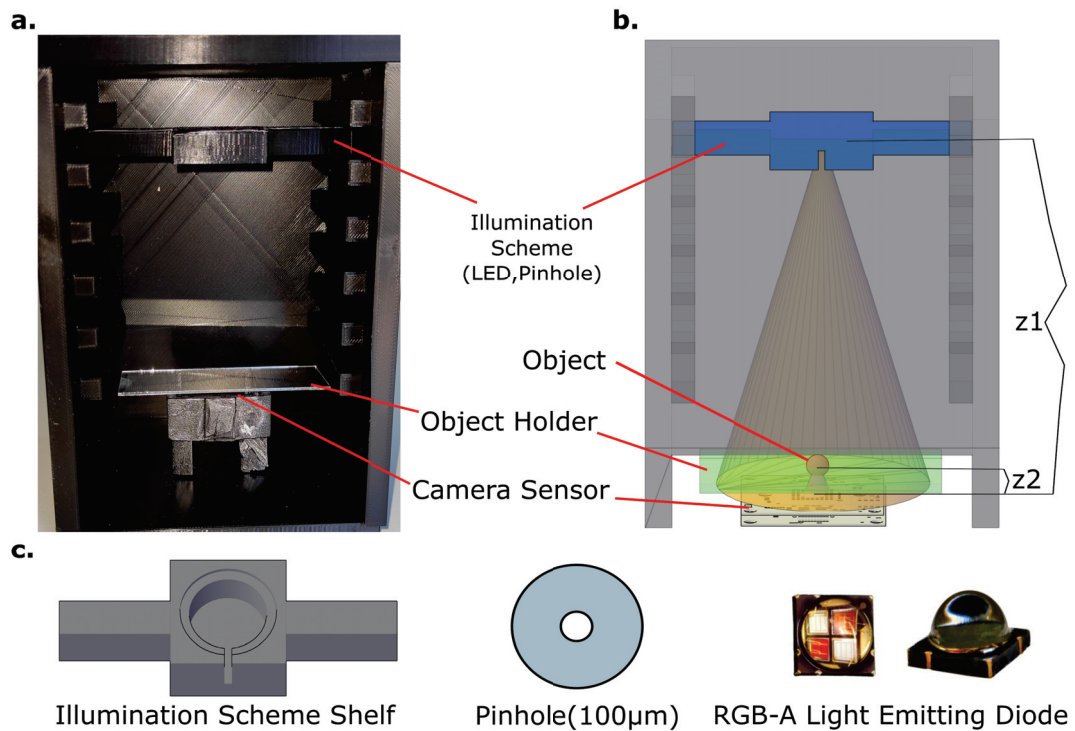 a.
b.
Illumination
Scheme
(LED,Pinhole)
z1
Object
Object Holder
z2
Camera Sensor
c.
Illumination Scheme Shelf
Pinhole(100μm)
RGB-A Light Emitting Diode